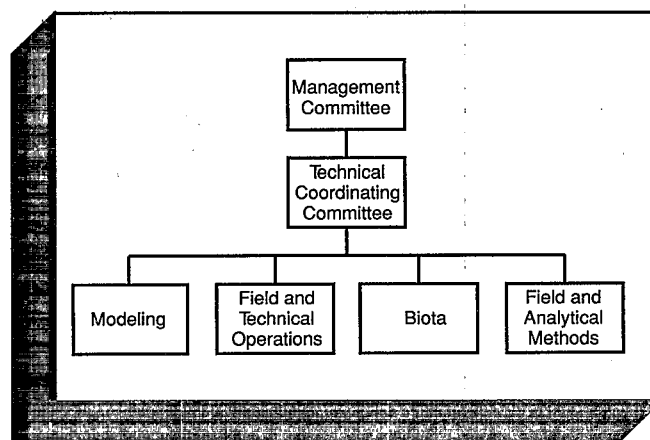 Management
Committee
Technical
Coordinating
Committee
Modeling
Field and
Technical
Operations
Biota
Field and
Analytical
Methods